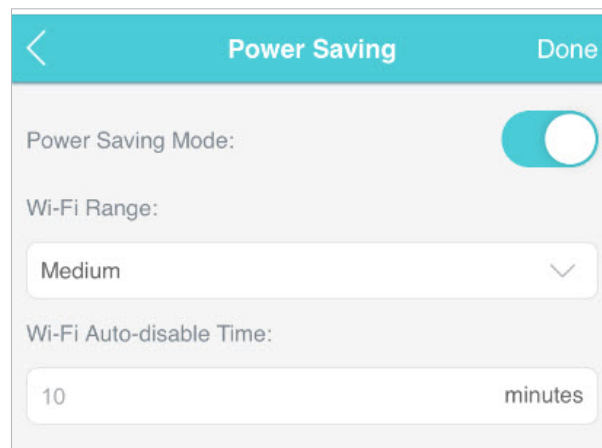 Power Saving Done
Power Saving Mode:
Wi-Fi Range:
Medium
Wi-Fi Auto-disable Time:
10 minutes